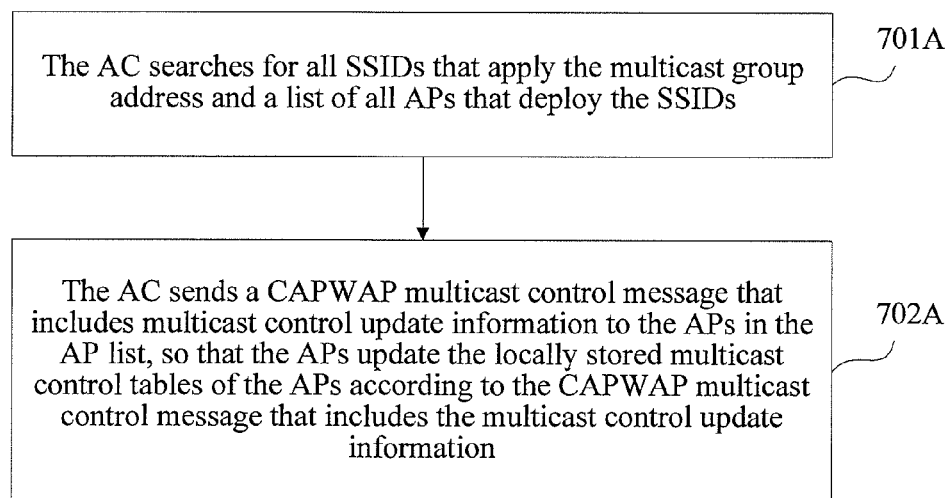 701A
The AC searches for all SSIDs that apply the multicast group
address and a list of all APs that deploy the SSIDs
702A
The AC sends a CAPWAP multicast control message that
includes multicast control update information to the APs in the
AP list, so that the APs update the locally stored multicast
control tables of the APs according to the CAPWAP multicast
control message that includes the multicast control update
information